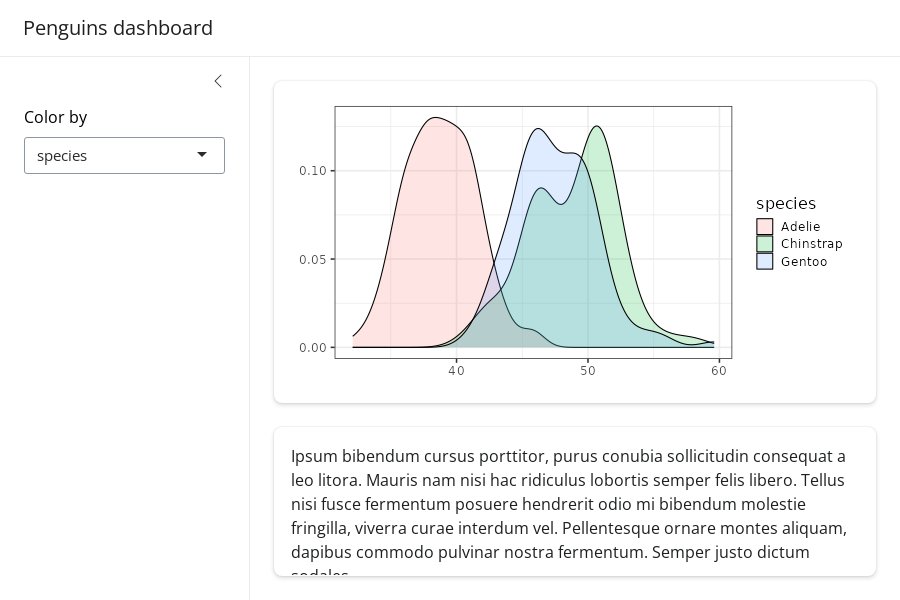 Penguins dashboard
Color by
species
0.10
0.05
0.00
40 50 60
species
Adelie
Chinstrap
Gentoo
Ipsum bibendum cursus porttitor, purus conubia sollicitudin consequat a
leo litora. Mauris nam nisi hac ridiculus lobortis semper felis libero. Tellus
nisi fusce fermentum posuere hendrerit odio mi bibendum molestie
fringilla, viverra curae interdum vel. Pellentesque ornare montes aliquam,
dapibus commodo pulvinar nostra fermentum. Semper justo dictum